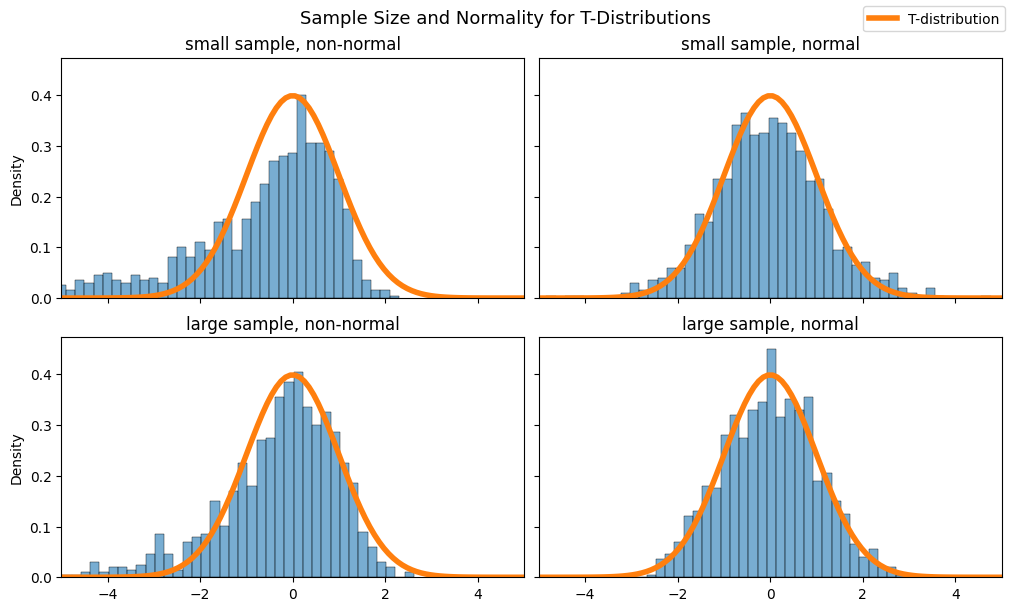 Sample Size and Normality for T-Distributions
T-distribution
small sample, non-normal
small sample, normal
Density
0.4
0.3
0.2
0.1
0.0
large sample, non-normal
large sample, normal
Density
0.4
0.3
0.2
0.1
0.0
−4 −2 0 2 4
−4 −2 0 2 4